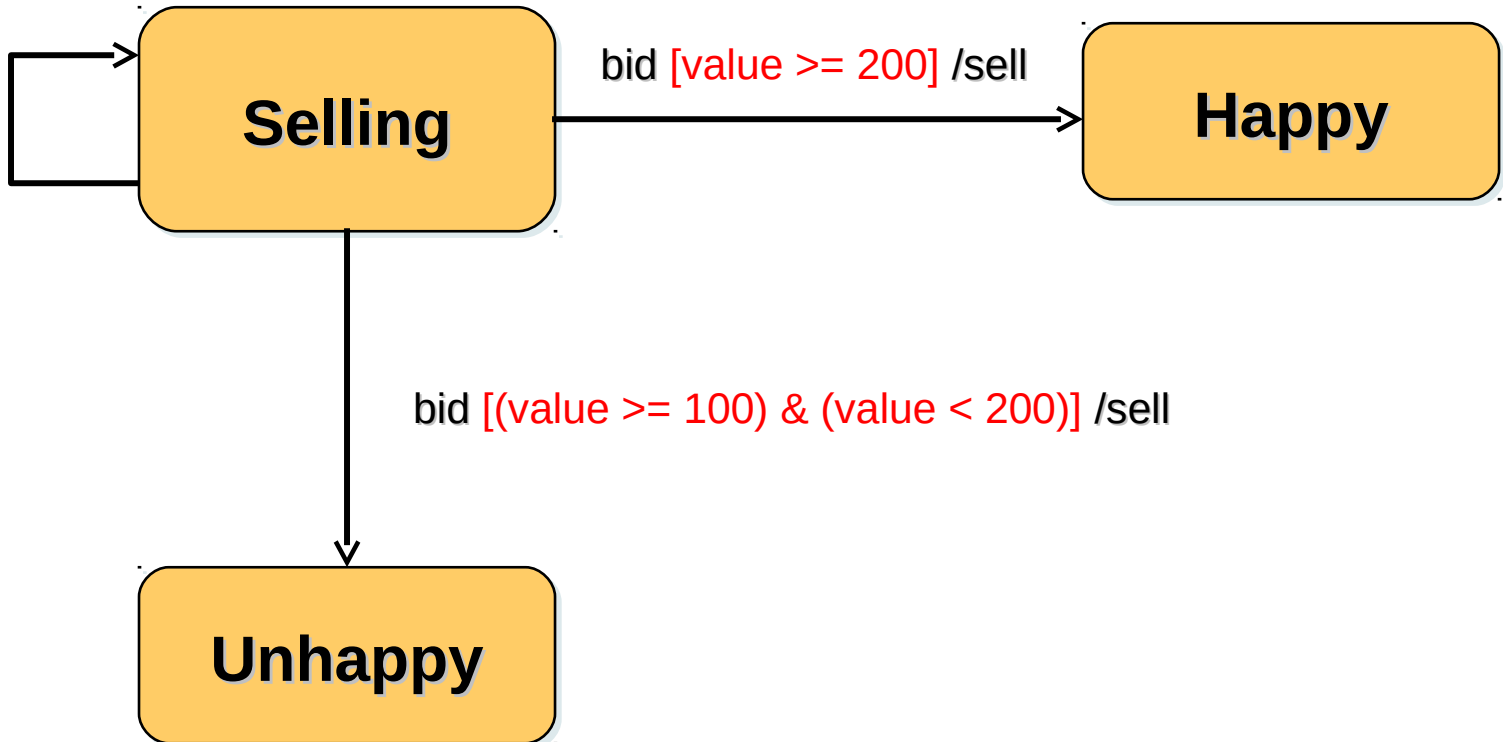 bid [value >= 200] /sell
Selling
Happy
bid [(value >= 100) & (value < 200)] /sell
Unhappy